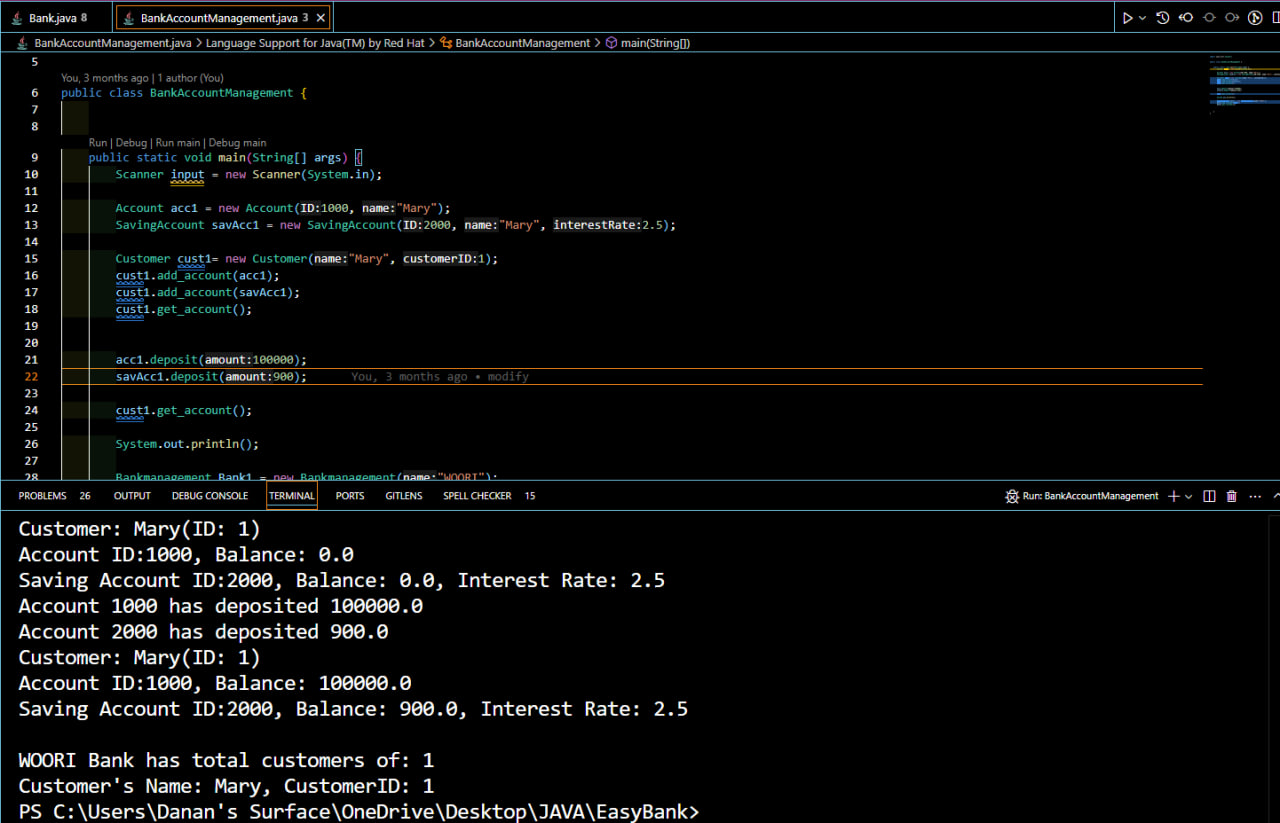 Bank.java 8
BankAccountManagement.java 3
BankAccountManagement.java > Language Support for Java(TM) by Red Hat > BankAccountManagement > main(String[])
5
You, 3 months ago | 1 author (You)
6 public class BankAccountManagement {
7
8
Run | Debug | Run main | Debug main
9 public static void main(String[] args) {
10 Scanner input = new Scanner(System.in);
11
12 Account acc1 = new Account(ID:1000, name:"Mary");
13 SavingAccount savAcc1 = new SavingAccount(ID:2000, name:"Mary", interestRate:2.5);
14
15 Customer cust1= new Customer(name:"Mary", customerID:1);
16 cust1.add_account(acc1);
17 cust1.add_account(savAcc1);
18 cust1.get_account();
19
20
21 acc1.deposit(amount:100000);
22 savAcc1.deposit(amount:900); You, 3 months ago • modify
23
24 cust1.get_account();
25
26 System.out.println();
27
28 Bankmanagement Bank1 = new Bankmanagement(name:"WOORI");
PROBLEMS 26 OUTPUT DEBUG CONSOLE TERMINAL PORTS GITLENS SPELL CHECKER 15 Run: BankAccountManagement
Customer: Mary(ID: 1)
Account ID:1000, Balance: 0.0
Saving Account ID:2000, Balance: 0.0, Interest Rate: 2.5
Account 1000 has deposited 100000.0
Account 2000 has deposited 900.0
Customer: Mary(ID: 1)
Account ID:1000, Balance: 100000.0
Saving Account ID:2000, Balance: 900.0, Interest Rate: 2.5
WOORI Bank has total customers of: 1
Customer's Name: Mary, CustomerID: 1
PS C:\Users\Danan's Surface\OneDrive\Desktop\JAVA\EasyBank>